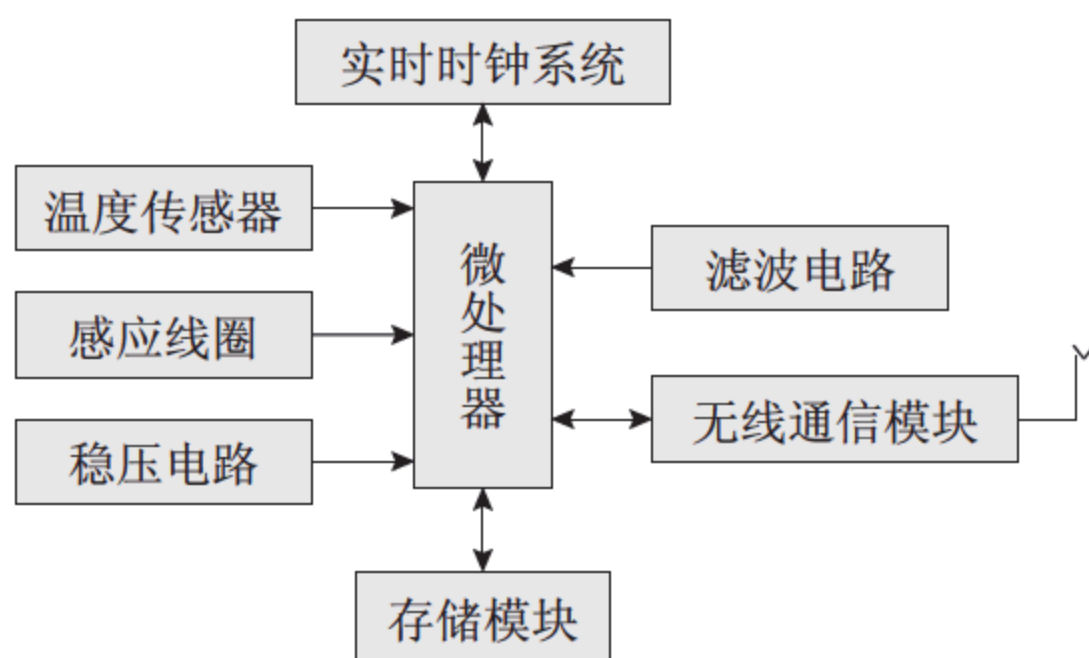 实时时钟系统
温度传感器
微处理器
滤波电路
感应线圈
无线通信模块
稳压电路
存储模块